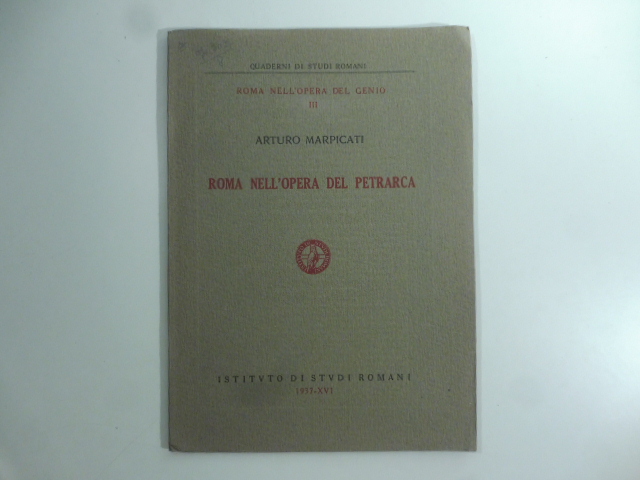 QUADERNI DI STUDI ROMANI
ROMA NELL'OPERA DEL GENIO
III
ARTURO MARPICATI
ROMA NELL'OPERA DEL PETRARCA
ISTITVTO DI STVDI ROMANI
1937-XVI